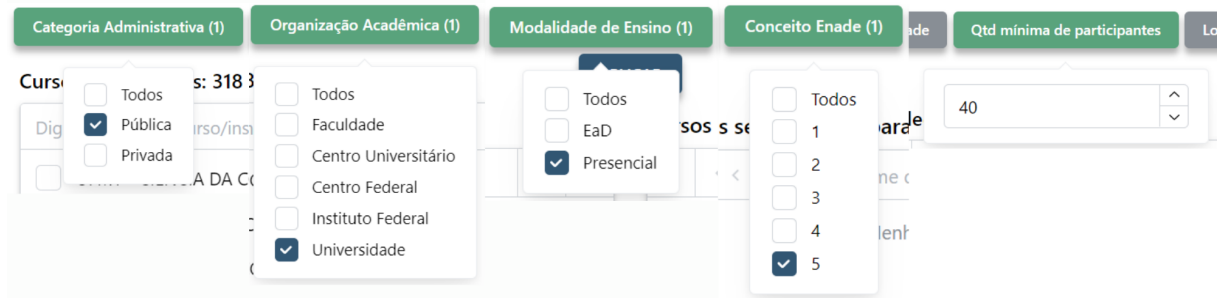 Categoria Administrativa (1)
Todos
Pública
Privada
Organização Acadêmica (1)
Todos
Faculdade
Centro Universitário
Centro Federal
Instituto Federal
Universidade
Modalidade de Ensino (1)
Todos
EaD
Presencial
Conceito Enade (1)
Todos
1
2
3
4
5
Qtd mínima de participantes
40
s: 318